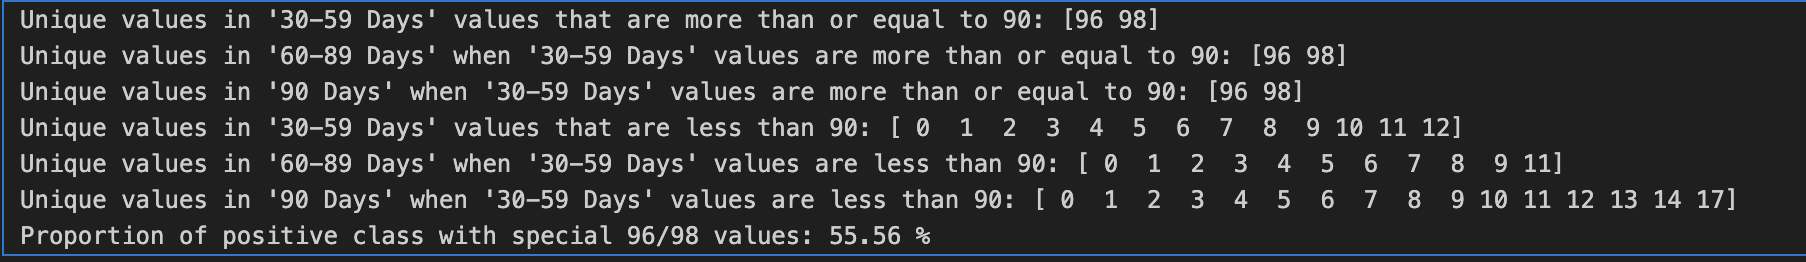 Unique values in '30-59 Days' values that are more than or equal to 90: [96 98]
Unique values in '60-89 Days' when '30-59 Days' values are more than or equal to 90: [96 98]
Unique values in '90 Days' when '30-59 Days' values are more than or equal to 90: [96 98]
Unique values in '30-59 Days' values that are less than 90: [ 0  1  2  3  4  5  6  7  8  9 10 11 12]
Unique values in '60-89 Days' when '30-59 Days' values are less than 90: [ 0  1  2  3  4  5  6  7  8  9 11]
Unique values in '90 Days' when '30-59 Days' values are less than 90: [ 0  1  2  3  4  5  6  7  8  9 10 11 12 13 14 17]
Proportion of positive class with special 96/98 values: 55.56 %